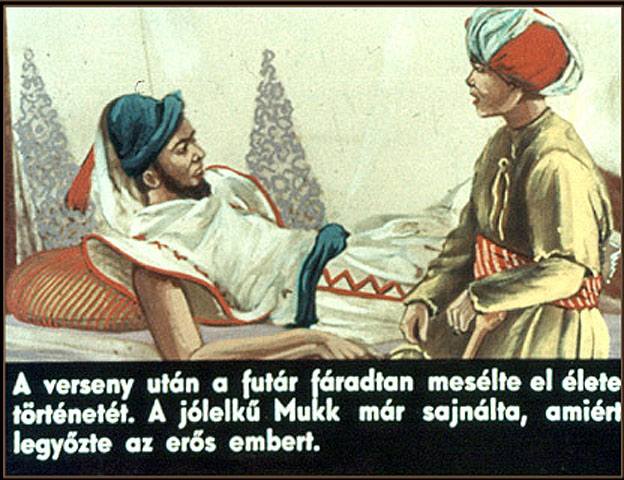 A verseny után a futár fáradtan mesélte el élete
történetét. A jólelkű Mukk már sajnálta, amiért
legyőzte az erős embert.